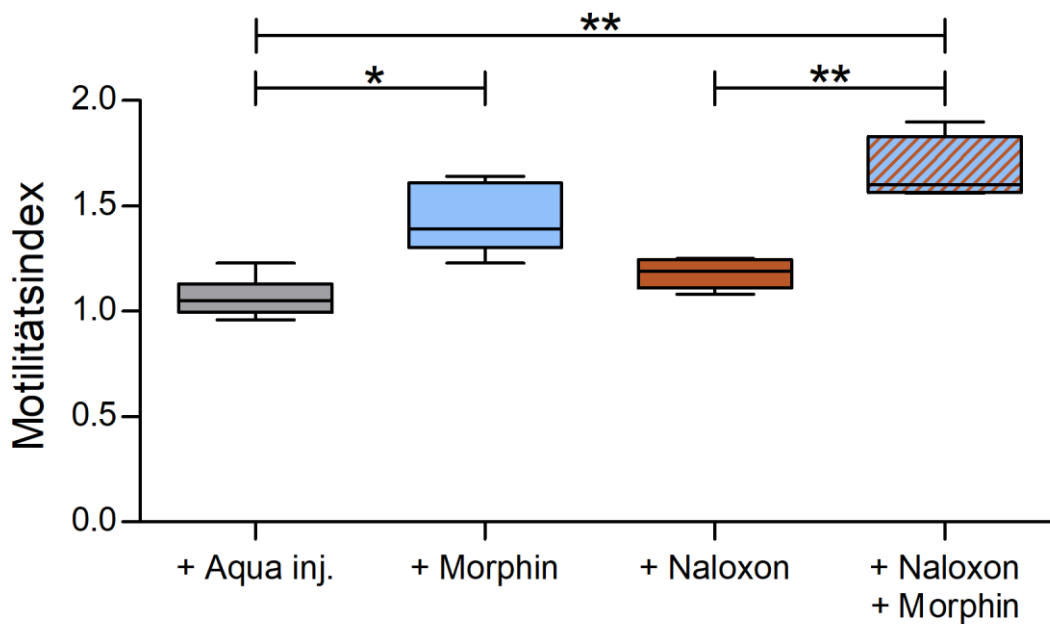 **
*
**
Motilitätsindex
2.0
1.5
1.0
0.5
0.0
+ Aqua inj.
+ Morphin
+ Naloxon
+ Naloxon
+ Morphin